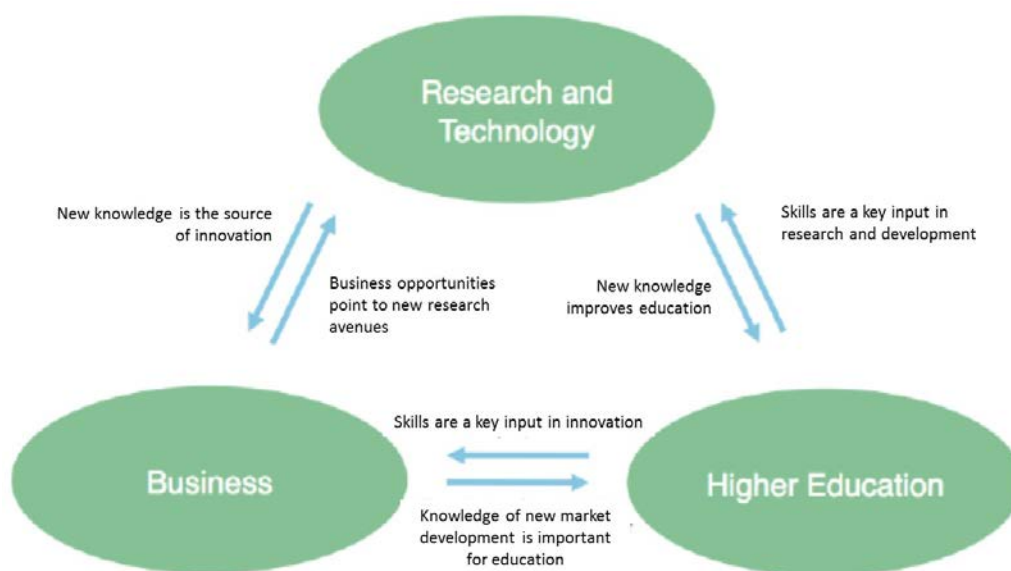 Research and
Technology
New knowledge is the source
of innovation
Skills are a key input in
research and development
Business opportunities
point to new research
avenues
New knowledge
improves education
Skills are a key input in innovation
Business
Higher Education
Knowledge of new market
development is important
for education